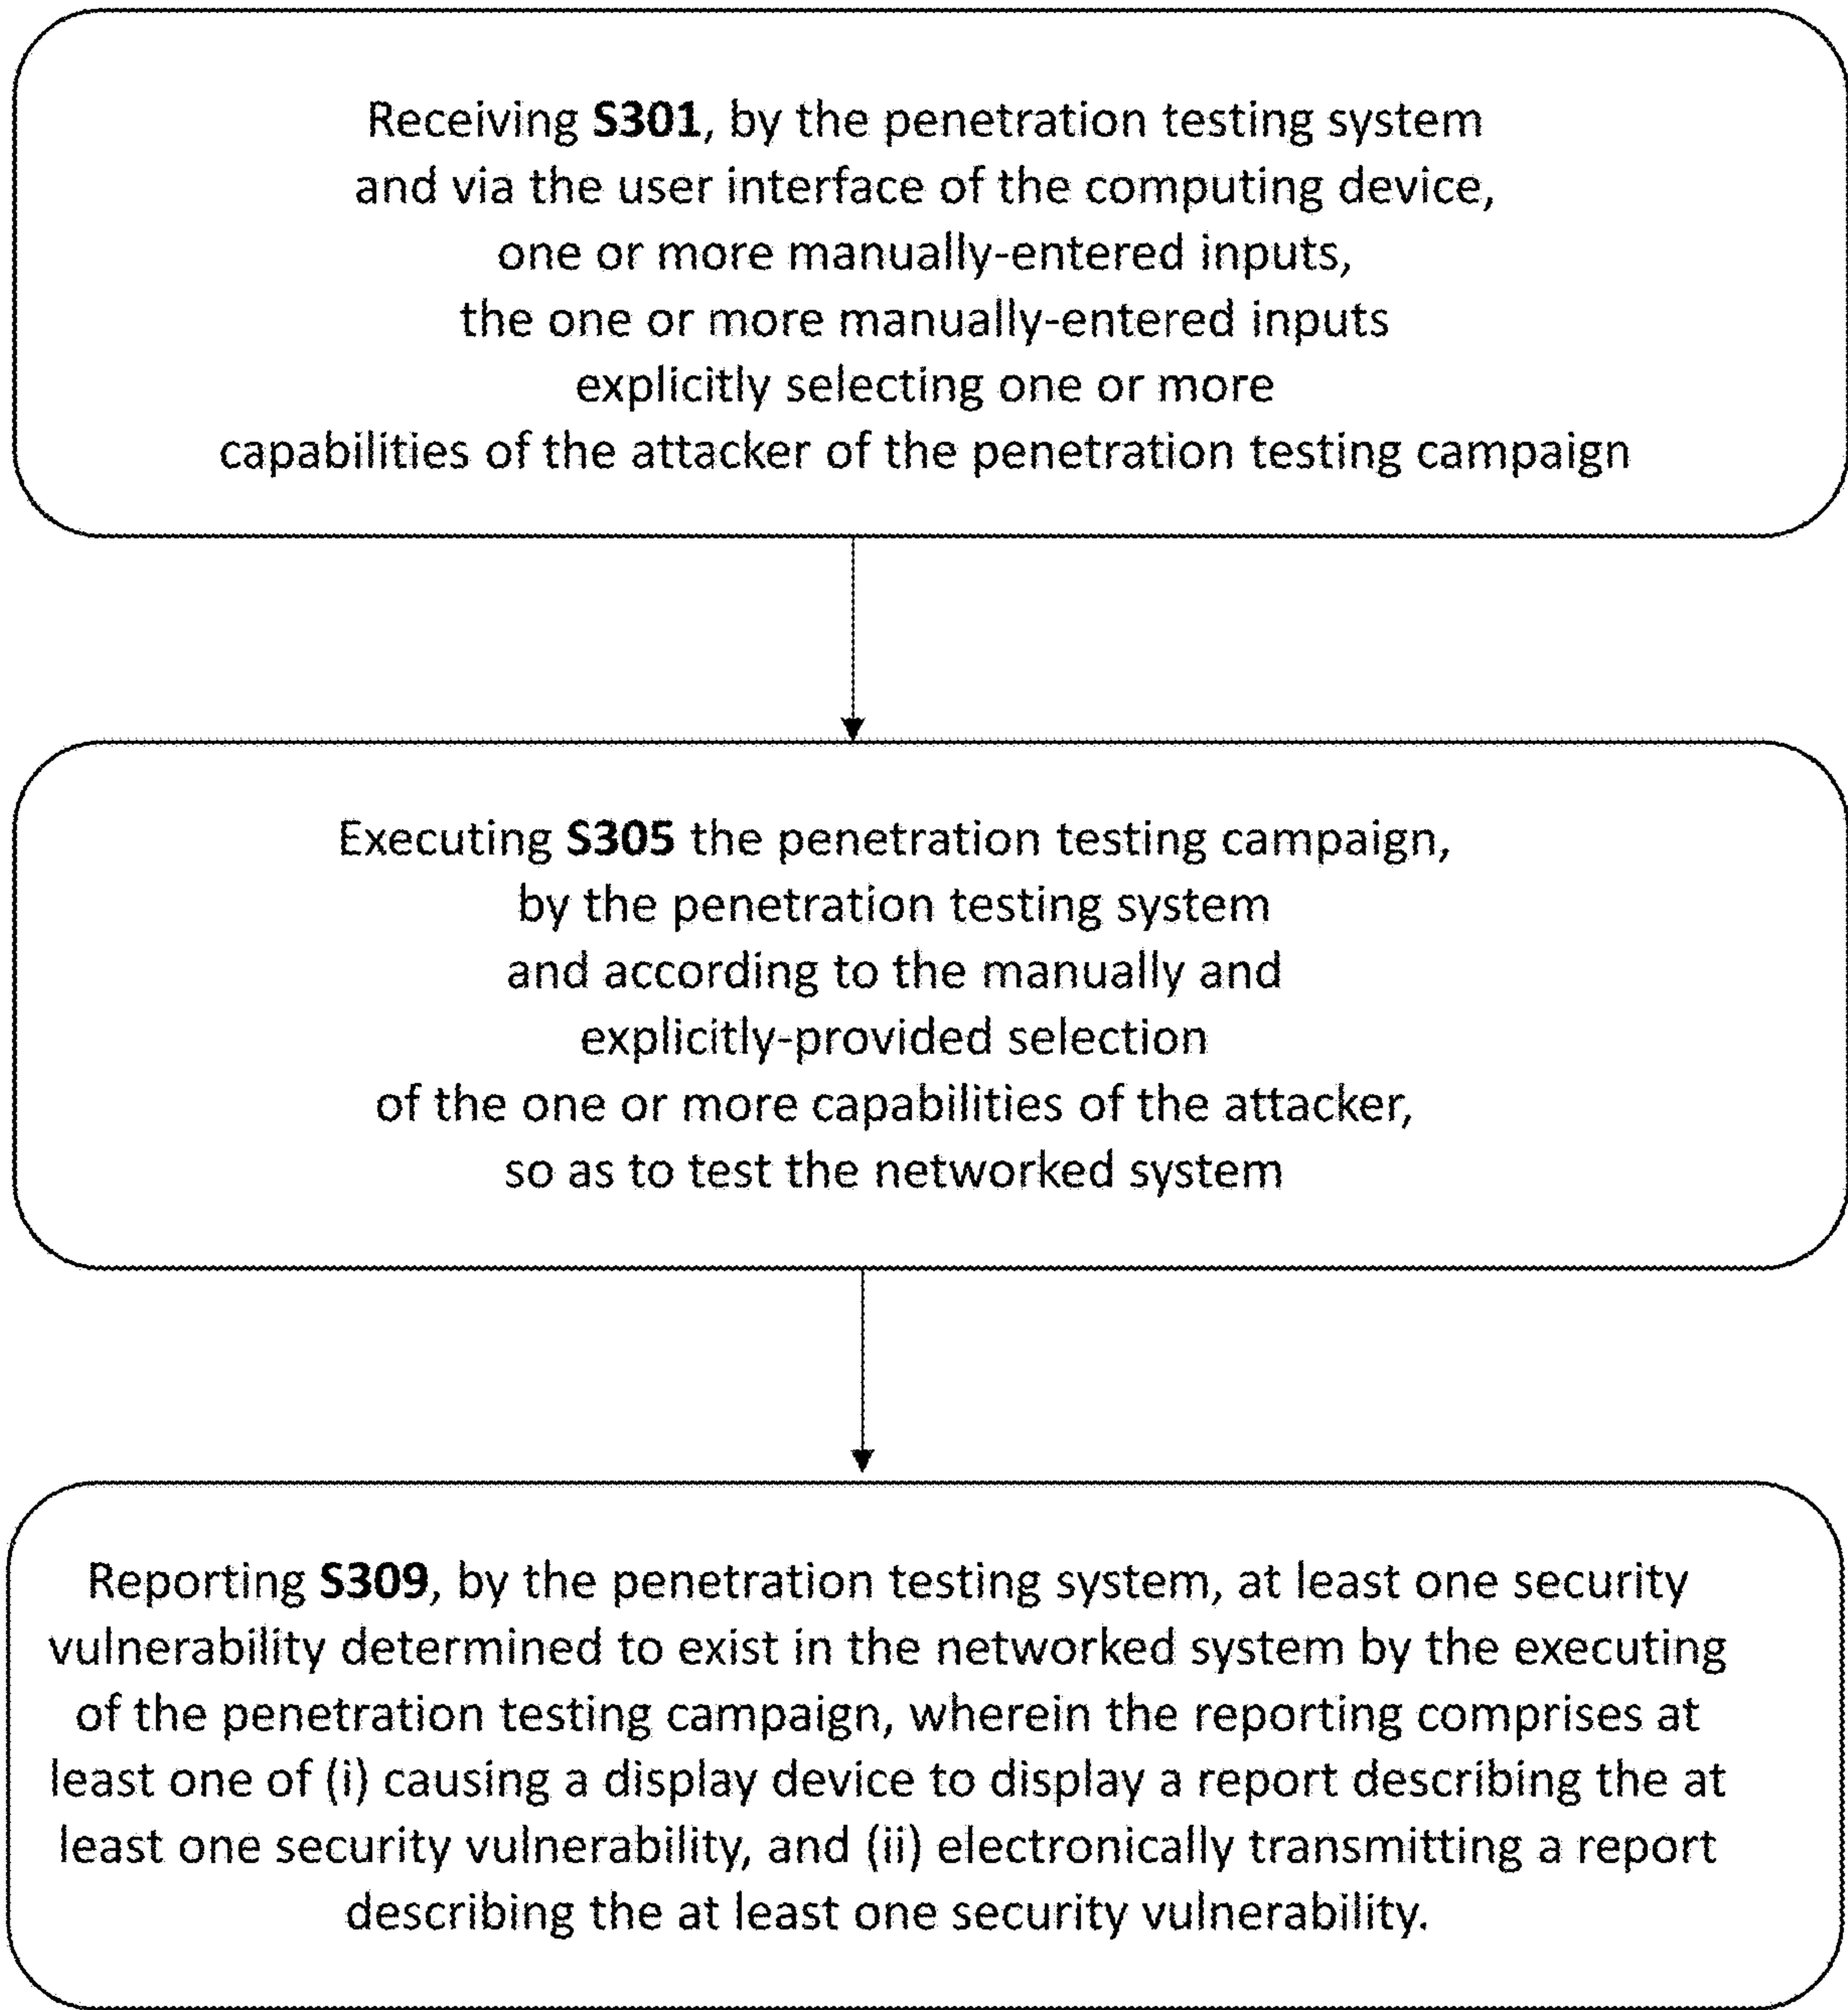 Receiving S301, by the penetration testing system
and via the user interface of the computing device,
one or more manually-entered inputs,
the one or more manually-entered inputs
explicitly selecting one or more
capabilities of the attacker of the penetration testing campaign
Executing S305 the penetration testing campaign,
by the penetration testing system
and according to the manually and
explicitly-provided selection
of the one or more capabilities of the attacker,
so as to test the networked system
Reporting S309, by the penetration testing system, at least one security
vulnerability determined to exist in the networked system by the executing
of the penetration testing campaign, wherein the reporting comprises at
least one of (i) causing a display device to display a report describing the at
least one security vulnerability, and (ii) electronically transmitting a report
describing the at least one security vulnerability.